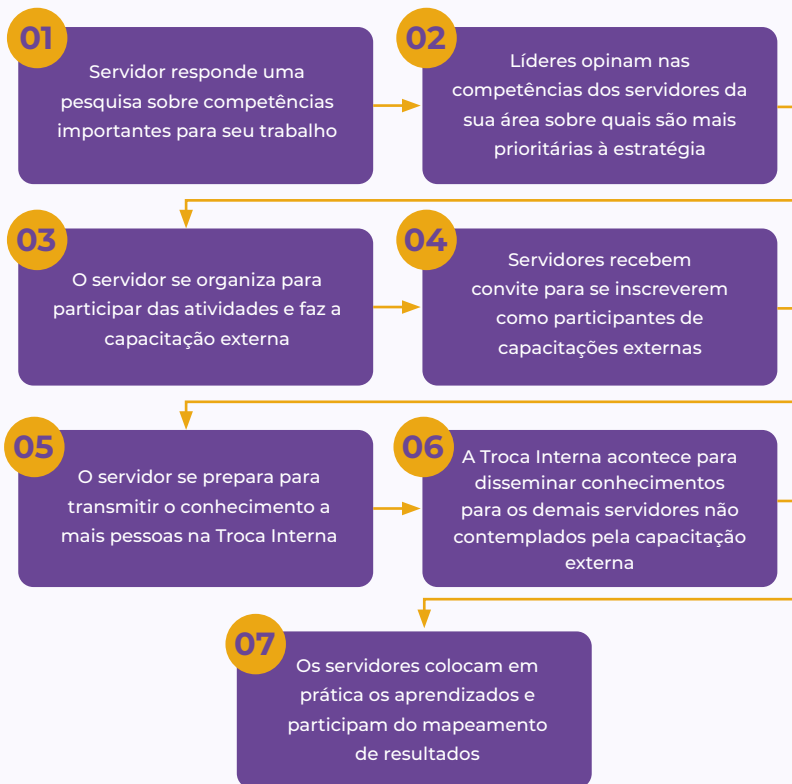 01
Servidor responde uma
pesquisa sobre competências
importantes para seu trabalho
02
Líderes opinam nas
competências dos servidores da
sua área sobre quais são mais
prioritárias à estratégia
03
O servidor se organiza para
participar das atividades e faz a
capacitação externa
04
Servidores recebem
convite para se inscreverem
como participantes de
capacitações externas
05
O servidor se prepara para
transmitir o conhecimento a
mais pessoas na Troca Interna
06
A Troca Interna acontece para
disseminar conhecimentos
para os demais servidores não
contemplados pela capacitação
externa
07
Os servidores colocam em
prática os aprendizados e
participam do mapeamento
de resultados